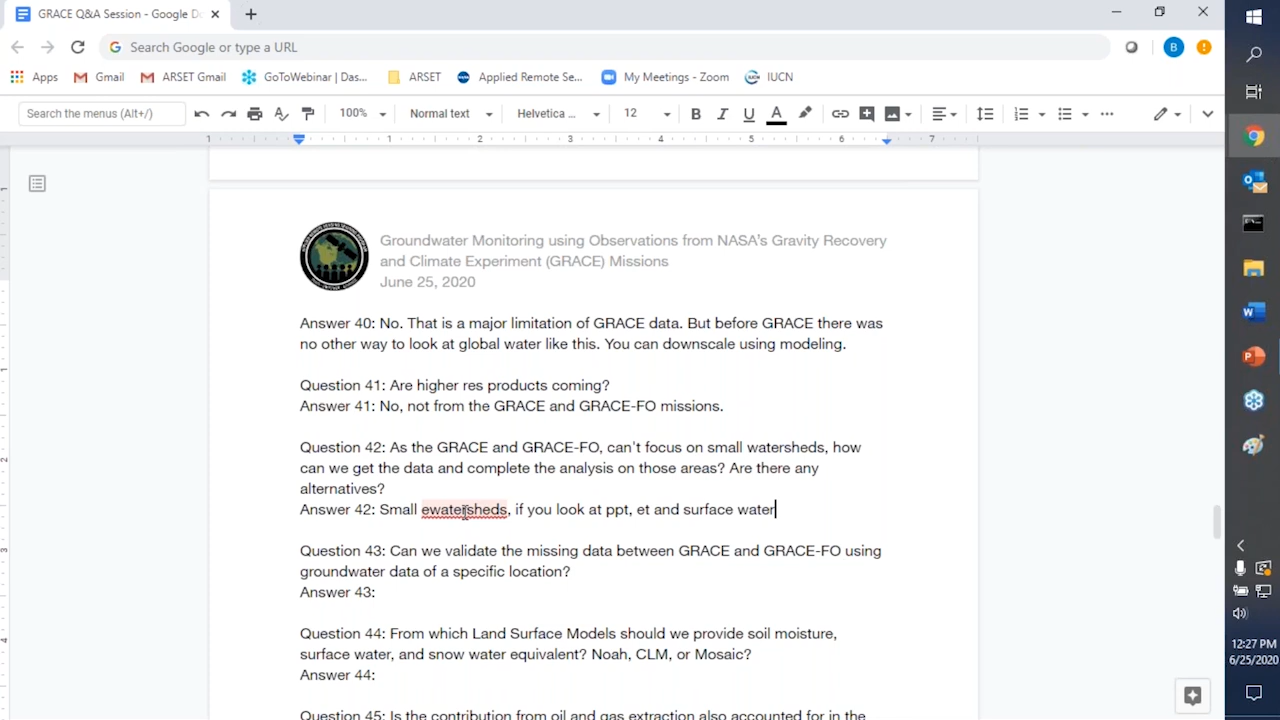 GRACE Q&A Session - Google Do
Search Google or type a URL
B
Apps Gmail ARSET Gmail GoToWebinar | Das... ARSET Applied Remote Se... My Meetings - Zoom IUCN
Search the menus (Alt+/) 100% Normal text Helvetica ... 12 B I U A
1 1 2 3 4 5 6 7
Groundwater Monitoring using Observations from NASA's Gravity Recovery
and Climate Experiment (GRACE) Missions
June 25, 2020
Answer 40: No. That is a major limitation of GRACE data. But before GRACE there was
no other way to look at global water like this. You can downscale using modeling.
Question 41: Are higher res products coming?
Answer 41: No, not from the GRACE and GRACE-FO missions.
Question 42: As the GRACE and GRACE-FO, can't focus on small watersheds, how
can we get the data and complete the analysis on those areas? Are there any
alternatives?
Answer 42: Small ewatersheds, if you look at ppt, et and surface water
Question 43: Can we validate the missing data between GRACE and GRACE-FO using
groundwater data of a specific location?
Answer 43:
Question 44: From which Land Surface Models should we provide soil moisture,
surface water, and snow water equivalent? Noah, CLM, or Mosaic?
Answer 44:
Question 45: Is the contribution from oil and gas extraction also accounted for in the
12:27 PM
6/25/2020